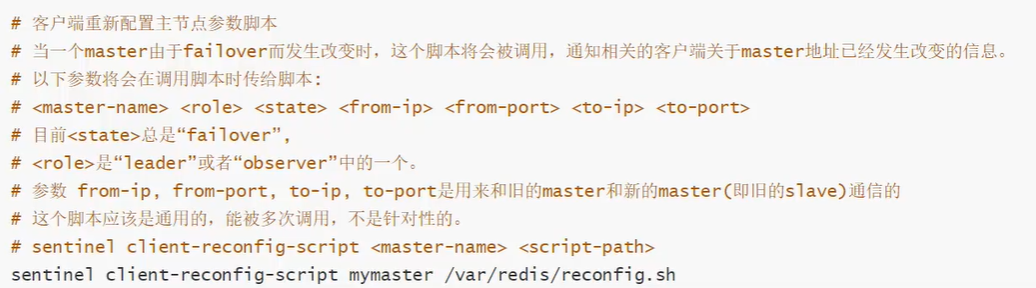 # 客户端重新配置主节点参数脚本
# 当一个master由于failover而发生改变时，这个脚本将会被调用，通知相关的客户端关于master地址已经发生改变的信息。
# 以下参数将会在调用脚本时传给脚本:
# <master-name> <role> <state> <from-ip> <from-port> <to-ip> <to-port>
# 目前<state>总是“failover”,
# <role>是“leader”或者“observer”中的一个。
# 参数 from-ip, from-port, to-ip, to-port是用来和旧的master和新的master(即旧的slave)通信的
# 这个脚本应该是通用的，能被多次调用，不是针对性的。
# sentinel client-reconfig-script <master-name> <script-path>
sentinel client-reconfig-script mymaster /var/redis/reconfig.sh